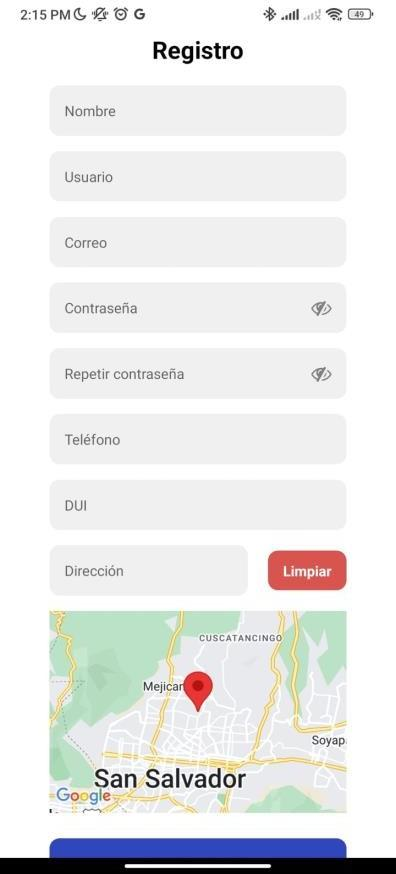 2:15 PM G 49
Registro
Nombre
Usuario
Correo
Contraseña
Repetir contraseña
Teléfono
DUI
Dirección Limpiar
CUSCATANCINGO
Mejican
Soyap
San Salvador
Google